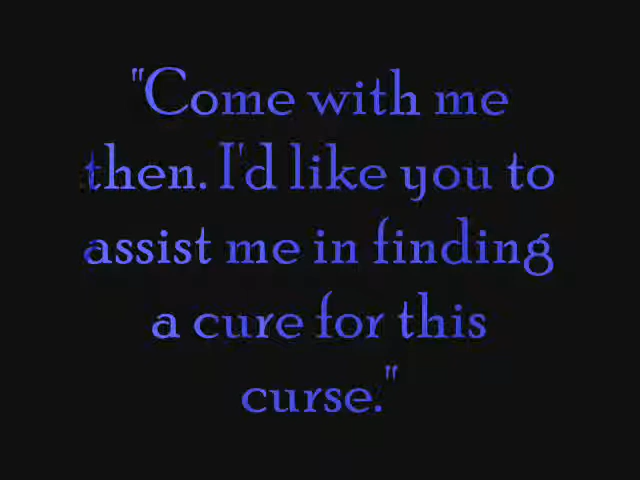 "Come with me
then. I'd like you to
assist me in finding
a cure for this
curse."